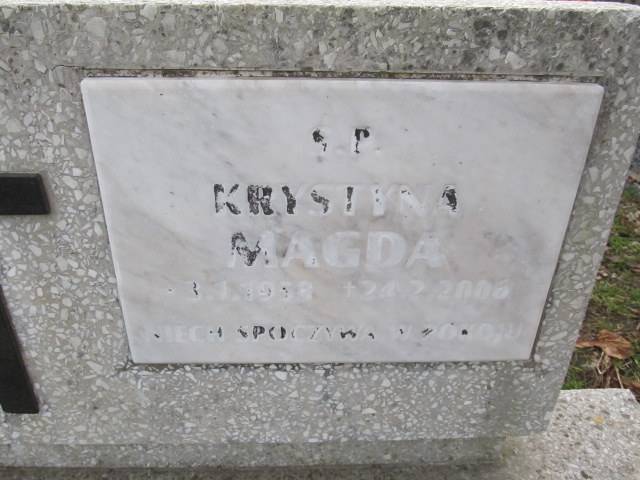 Ś.P.
KRYSTYNA
MAGDA
†24.2.2006
NIECH SPOCZYWA W POKOJU